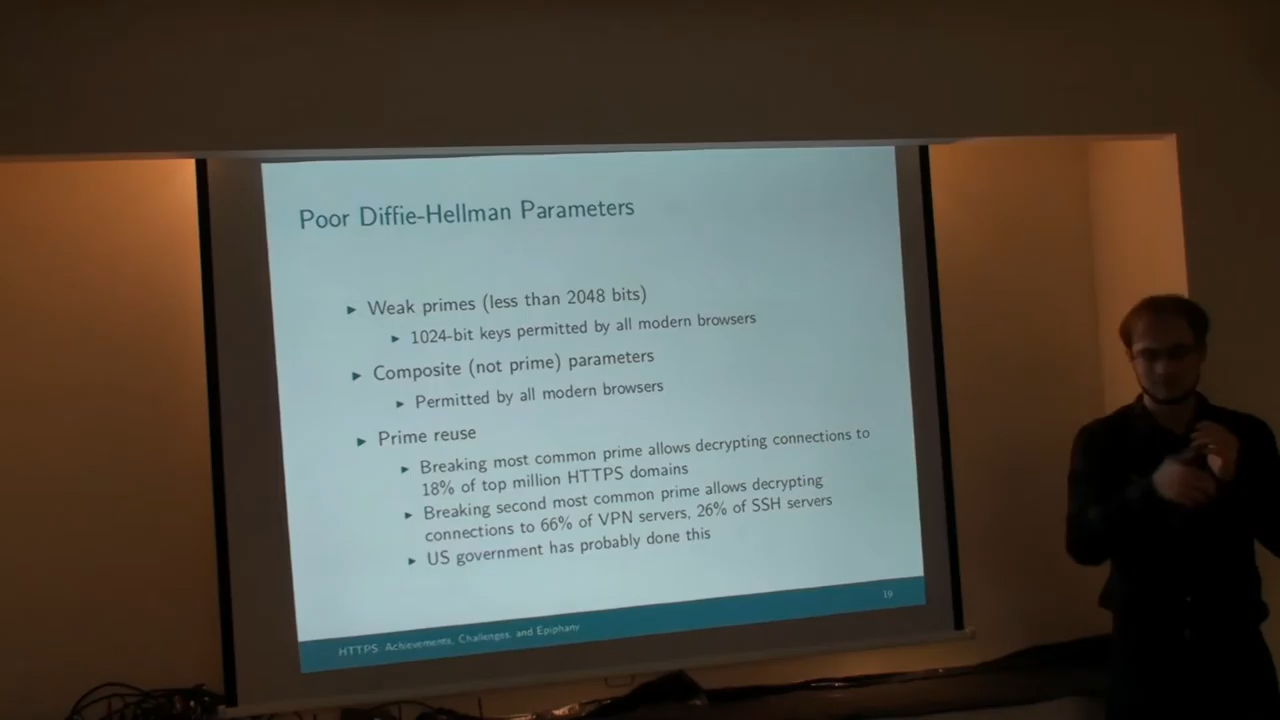 Poor Diffie-Hellman Parameters
▶ Weak primes (less than 2048 bits)
▶ 1024-bit keys permitted by all modern browsers
▶ Composite (not prime) parameters
▶ Permitted by all modern browsers
▶ Prime reuse
▶ Breaking most common prime allows decrypting connections to
18% of top million HTTPS domains
▶ Breaking second most common prime allows decrypting
connections to 66% of VPN servers, 26% of SSH servers
▶ US government has probably done this
19
HTTPS: Achievements, Challenges, and Epiphany